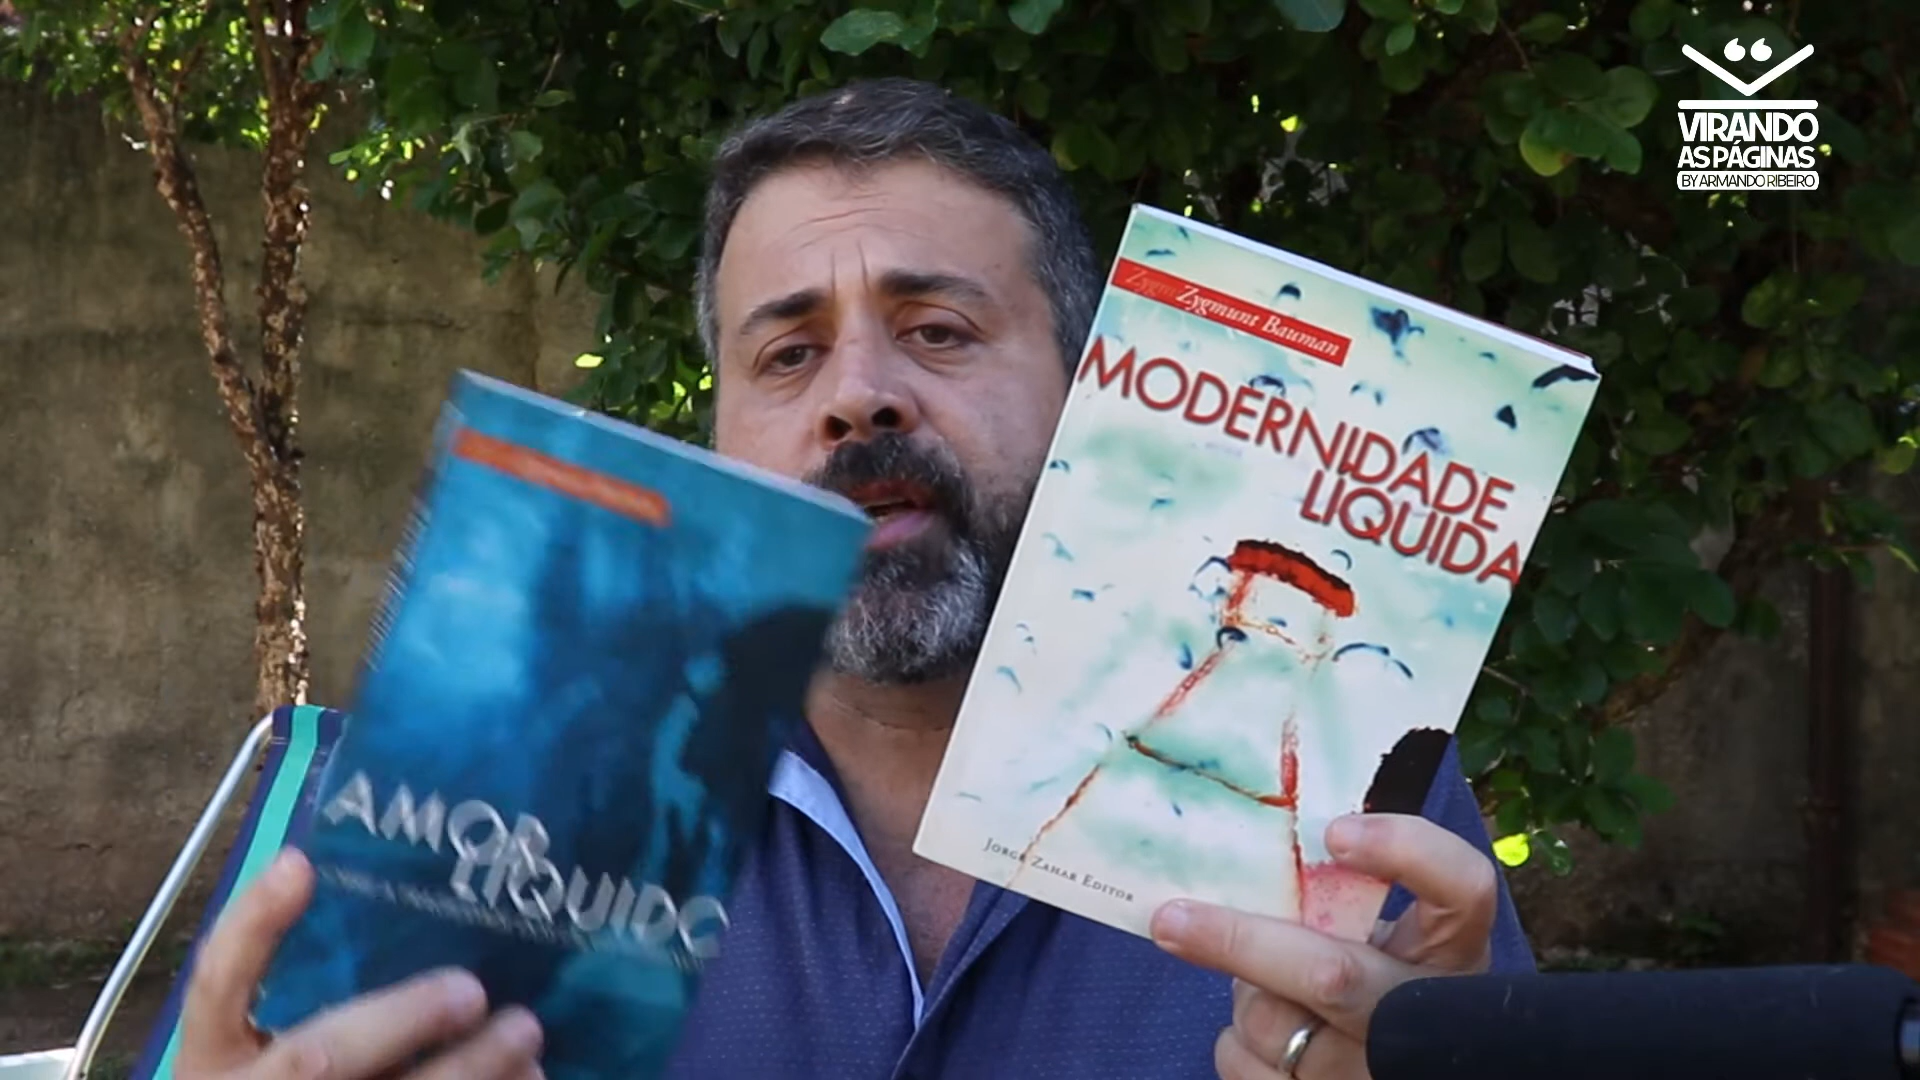 VIRANDO
AS PÁGINAS
BY ARMANDO RIBEIRO
Zygmunt Bauman
MODERNIDADE
LÍQUIDA
JORGE ZAHAR EDITOR
AMOR
LÍQUIDO